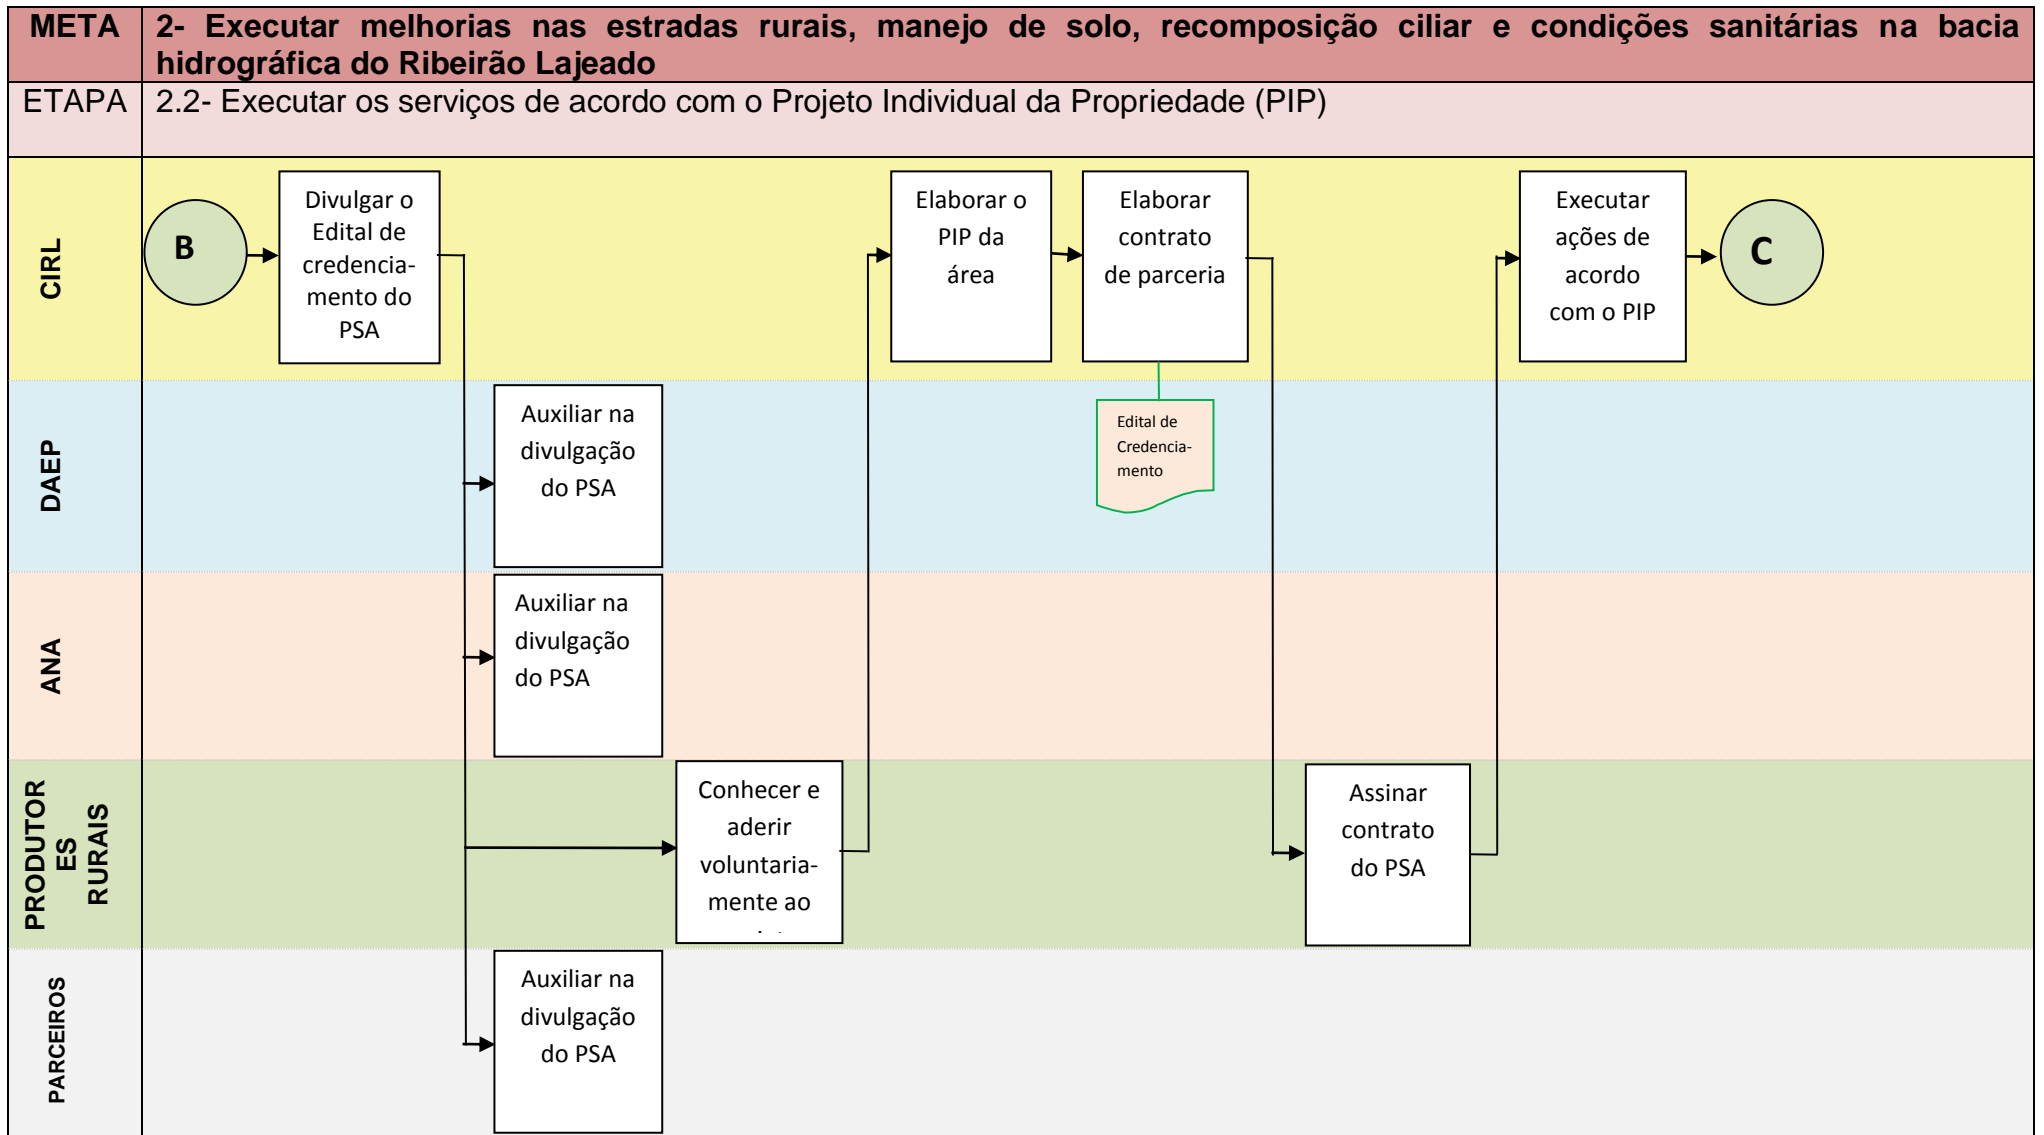 META
2- Executar melhorias nas estradas rurais, manejo de solo, recomposição ciliar e condições sanitárias na bacia
hidrográfica do Ribeirão Lajeado
ETAPA
2.2- Executar os serviços de acordo com o Projeto Individual da Propriedade (PIP)
CIRL
B
Divulgar o
Edital de
credencia-
mento do
PSA
Elaborar o
PIP da
área
Elaborar
contrato
de parceria
Executar
ações de
acordo
com o PIP
C
DAEP
Auxiliar na
divulgação
do PSA
Edital de
Credencia-
mento
ANA
Auxiliar na
divulgação
do PSA
PRODUTOR
ES
RURAIS
Conhecer e
aderir
voluntaria-
mente ao
Assinar
contrato
do PSA
PARCEIROS
Auxiliar na
divulgação
do PSA